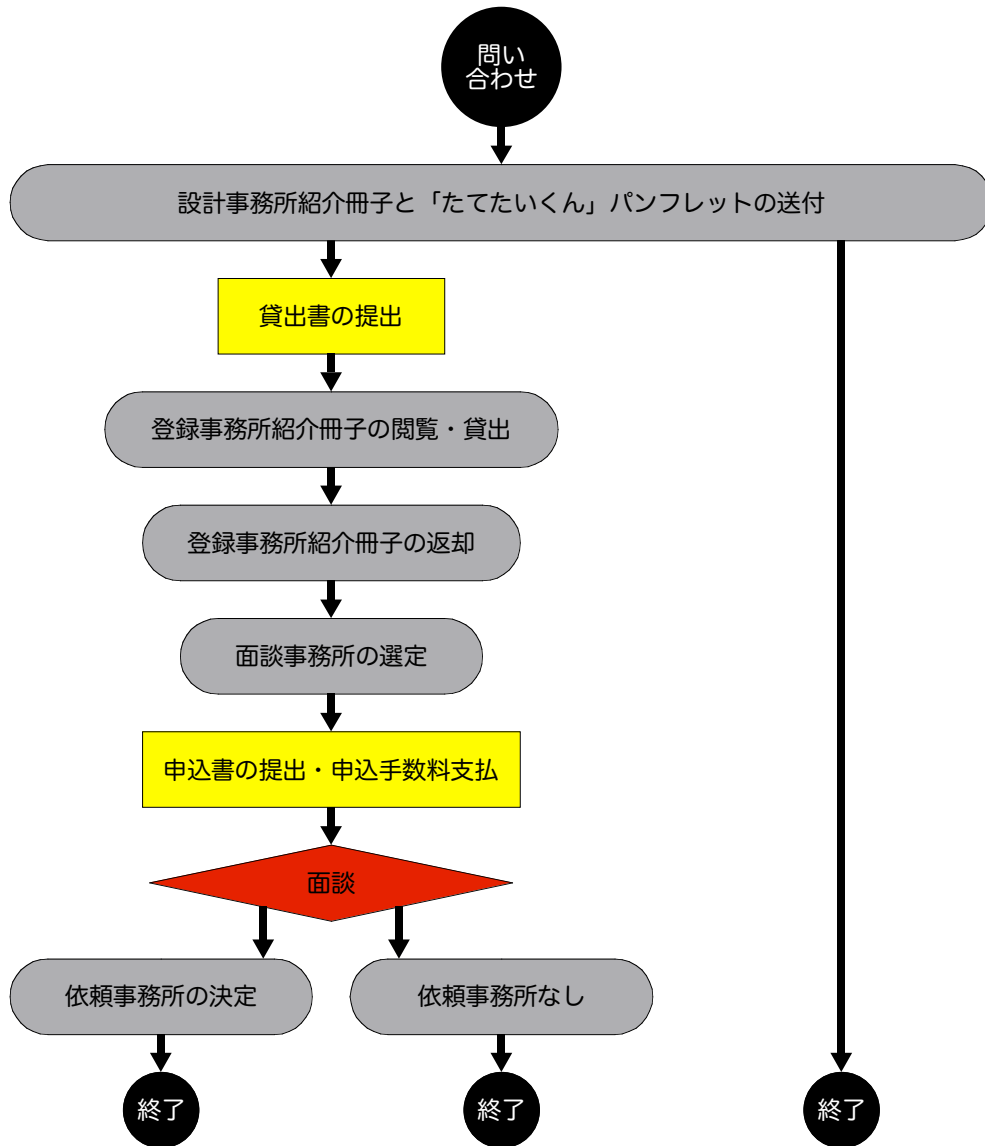 問い
合わせ
設計事務所紹介冊子と「たてたいくん」パンフレットの送付
貸出書の提出
登録事務所紹介冊子の閲覧・貸出
登録事務所紹介冊子の返却
面談事務所の選定
申込書の提出・申込手数料支払
面談
依頼事務所の決定
依頼事務所なし
終了
終了
終了